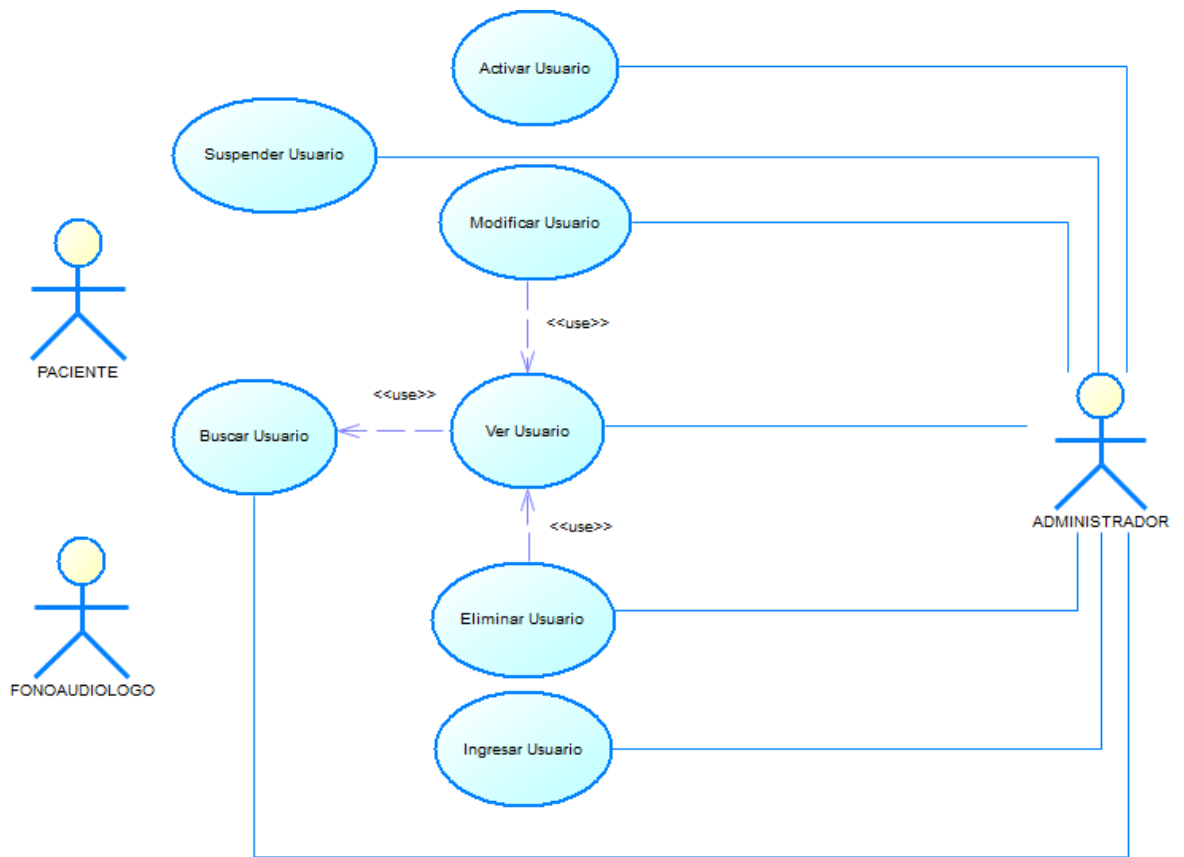 Activar Usuario
Suspender Usuario
Modificar Usuario
<<use>>
PACIENTE
<<use>>
Buscar Usuario
Ver Usuario
ADMINISTRADOR
<<use>>
Eliminar Usuario
FONOAUDIOLOGO
Ingresar Usuario